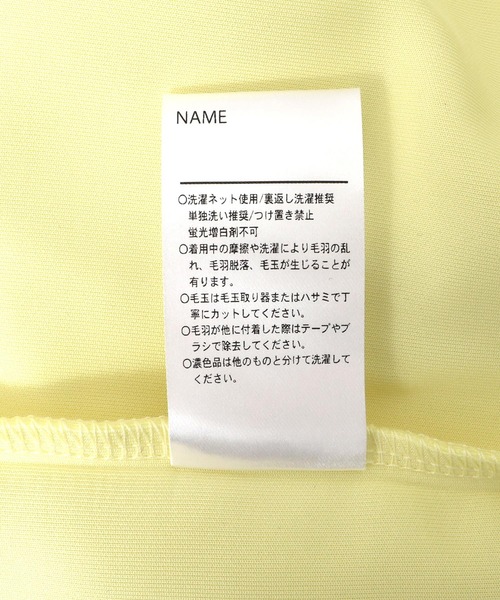 NAME
○洗濯ネット使用/裏返し洗濯推奨
単独洗い推奨/つけ置き禁止
蛍光増白剤不可
○着用中の摩擦や洗濯により毛羽の乱
れ、毛羽脱落、毛玉が生じることが
有ります。
○毛玉は毛玉取り器またはハサミで丁
寧にカットしてください。
○毛羽が他に付着した際はテープやブ
ラシで除去してください。
○濃色品は他のものと分けて洗濯して
ください。